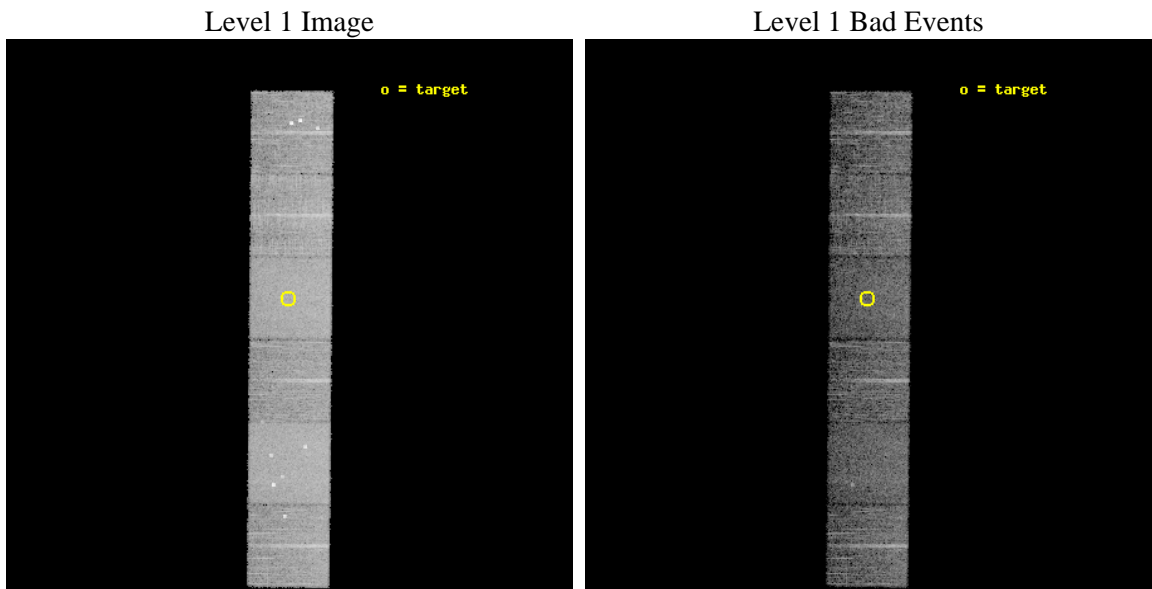 Level 1 Image
Level 1 Bad Events
o = target
o = target